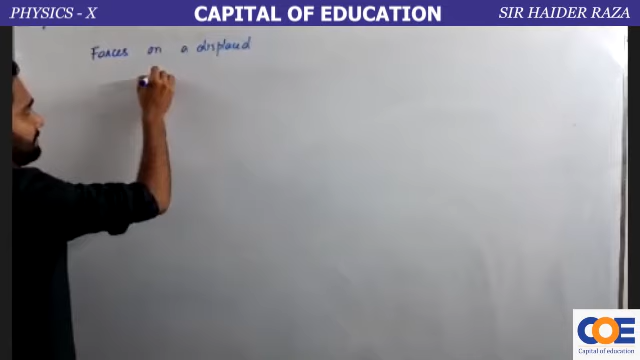 PHYSICS - X
CAPITAL OF EDUCATION
SIR HAIDER RAZA
Forces on a displaced
COE
Capital of education